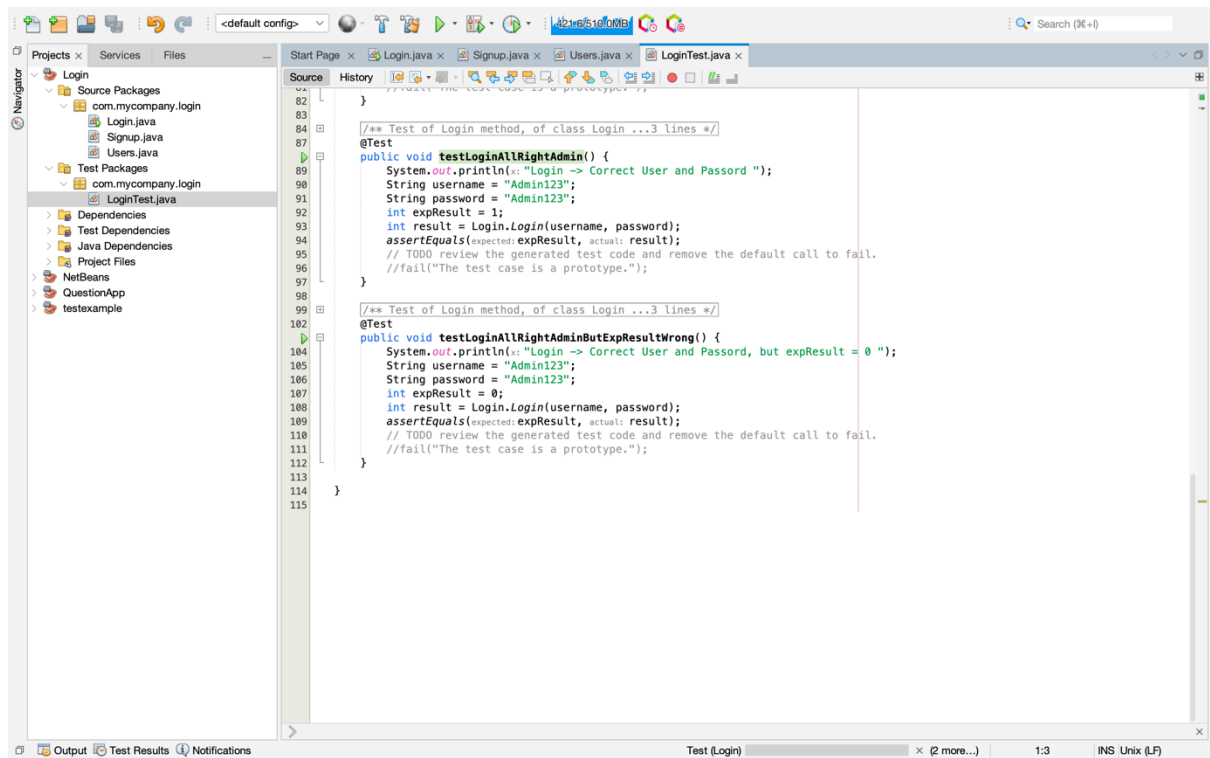 <default config>
421.6/510.0MB
Search (⌘+I)
Projects × Services Files
Start Page × Login.java × Signup.java × Users.java × LoginTest.java ×
Navigator
Source History
Login
Source Packages
com.mycompany.login
Login.java
Signup.java
Users.java
Test Packages
com.mycompany.login
LoginTest.java
Dependencies
Test Dependencies
Java Dependencies
Project Files
NetBeans
QuestionApp
testexample
81 //fail("The test case is a prototype.");
82 }
83
84 /** Test of Login method, of class Login ...3 lines */
87 @Test
public void testLoginAllRightAdmin() {
89 System.out.println(x: "Login -> Correct User and Passord ");
90 String username = "Admin123";
91 String password = "Admin123";
92 int expResult = 1;
93 int result = Login.Login(username, password);
94 assertEquals(expected: expResult, actual: result);
95 // TODO review the generated test code and remove the default call to fail.
96 //fail("The test case is a prototype.");
97 }
98
99 /** Test of Login method, of class Login ...3 lines */
102 @Test
public void testLoginAllRightAdminButExpResultWrong() {
104 System.out.println(x: "Login -> Correct User and Passord, but expResult = 0 ");
105 String username = "Admin123";
106 String password = "Admin123";
107 int expResult = 0;
108 int result = Login.Login(username, password);
109 assertEquals(expected: expResult, actual: result);
110 // TODO review the generated test code and remove the default call to fail.
111 //fail("The test case is a prototype.");
112 }
113
114 }
115
Output Test Results Notifications
Test (Login) × (2 more...) 1:3 INS Unix (LF)